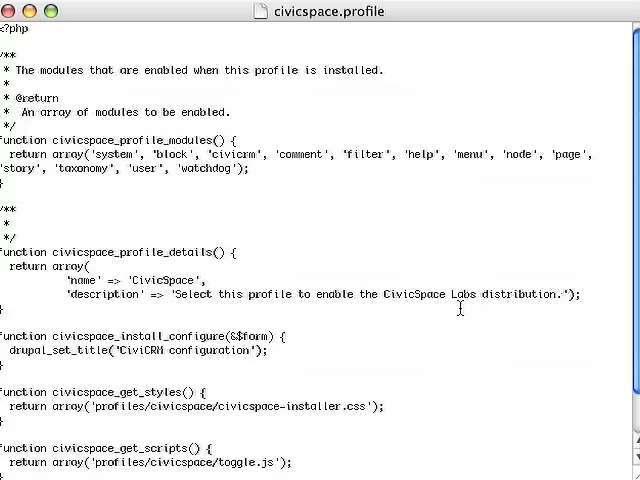 civicspace.profile
<?php
/**
* The modules that are enabled when this profile is installed.
*
* @return
*   An array of modules to be enabled.
*/
function civicspace_profile_modules() {
return array('system', 'block', 'civicrm', 'comment', 'filter', 'help', 'menu', 'node', 'page',
'story', 'taxonomy', 'user', 'watchdog');
}
/**
*
*/
function civicspace_profile_details() {
return array(
'name' => 'CivicSpace',
'description' => 'Select this profile to enable the CivicSpace Labs distribution.');
}
function civicspace_install_configure(&$form) {
drupal_set_title('CiviCRM configuration');
}
function civicspace_get_styles() {
return array('profiles/civicspace/civicspace-installer.css');
}
function civicspace_get_scripts() {
return array('profiles/civicspace/toggle.js');